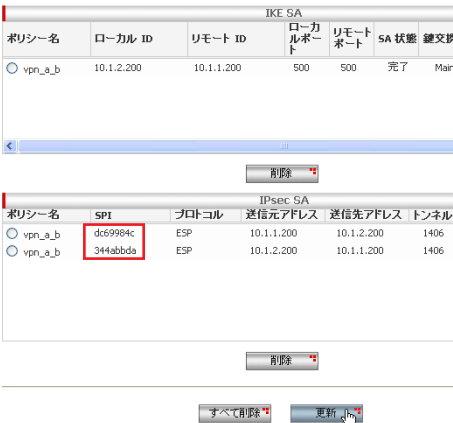 IKE SA
ポリシー名 ローカル ID リモート ID ローカルポート リモートポート SA 状態 鍵交換
vpn_a_b 10.1.2.200 10.1.1.200 500 500 完了 Main
削除
IPsec SA
ポリシー名 SPI プロトコル 送信元アドレス 送信先アドレス トンネル
vpn_a_b dc69984c ESP 10.1.1.200 10.1.2.200 1406
vpn_a_b 344abbda ESP 10.1.2.200 10.1.1.200 1406
削除
すべて削除 更新